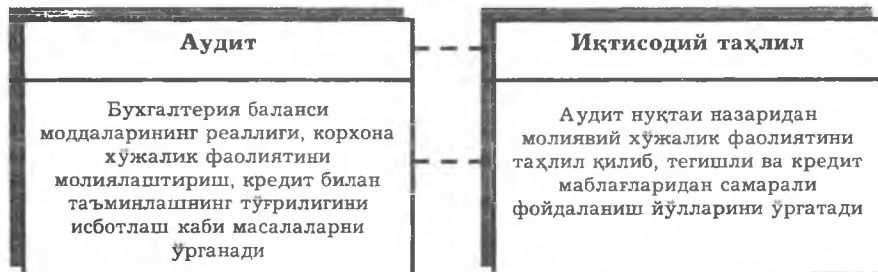 Аудит
Бухгалтерия баланси
моддаларининг реаллиги, корхона
хўжалик фаолиятини
молиялаштириш, кредит билан
таъминлашнинг тўғрилигини
исботлаш каби масалаларни
ўрганади
Иқтисодий таҳлил
Аудит нуқтаи назаридан
молиявий хўжалик фаолиятини
таҳлил қилиб, тегишли ва кредит
маблағларидан самарали
фойдаланиш йўлларини ўргатади